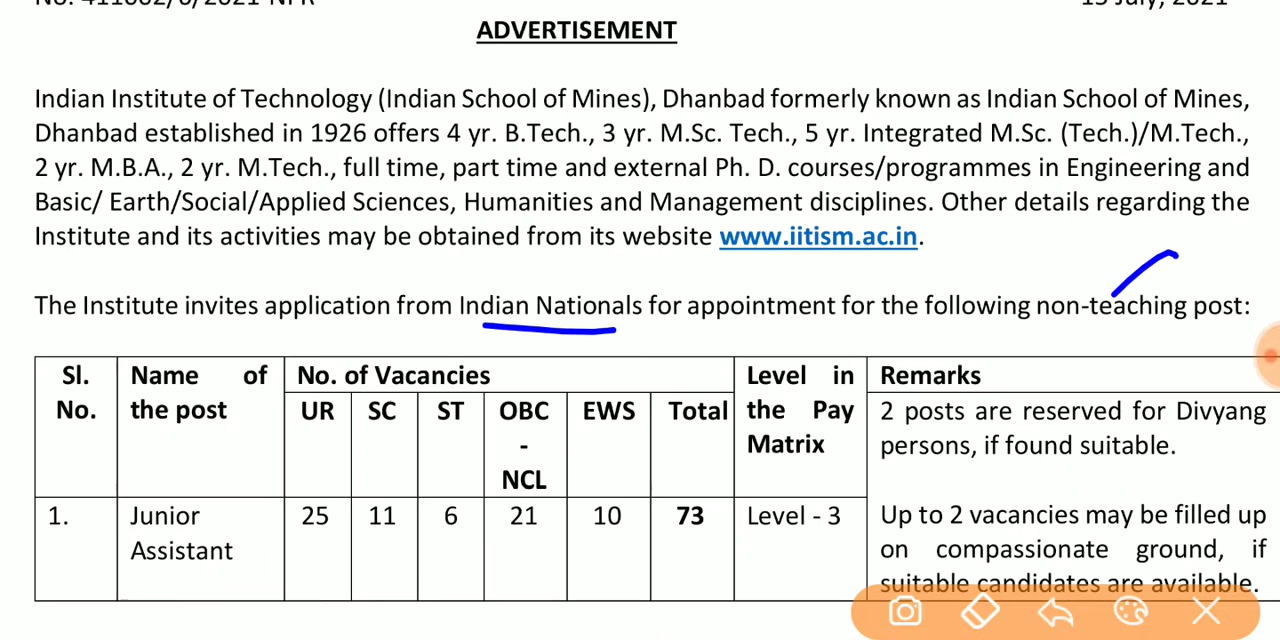 No. 411002/6/2021-NFR 15 July, 2021
ADVERTISEMENT
Indian Institute of Technology (Indian School of Mines), Dhanbad formerly known as Indian School of Mines,
Dhanbad established in 1926 offers 4 yr. B.Tech., 3 yr. M.Sc. Tech., 5 yr. Integrated M.Sc. (Tech.)/M.Tech.,
2 yr. M.B.A., 2 yr. M.Tech., full time, part time and external Ph. D. courses/programmes in Engineering and
Basic/ Earth/Social/Applied Sciences, Humanities and Management disciplines. Other details regarding the
Institute and its activities may be obtained from its website www.iitism.ac.in.
The Institute invites application from Indian Nationals for appointment for the following non-teaching post:
Sl. Name of No. of Vacancies Level in Remarks
No. the post UR SC ST OBC EWS Total the Pay 2 posts are reserved for Divyang
- Matrix persons, if found suitable.
NCL
1. Junior 25 11 6 21 10 73 Level - 3 Up to 2 vacancies may be filled up
Assistant on compassionate ground, if
suitable candidates are available.